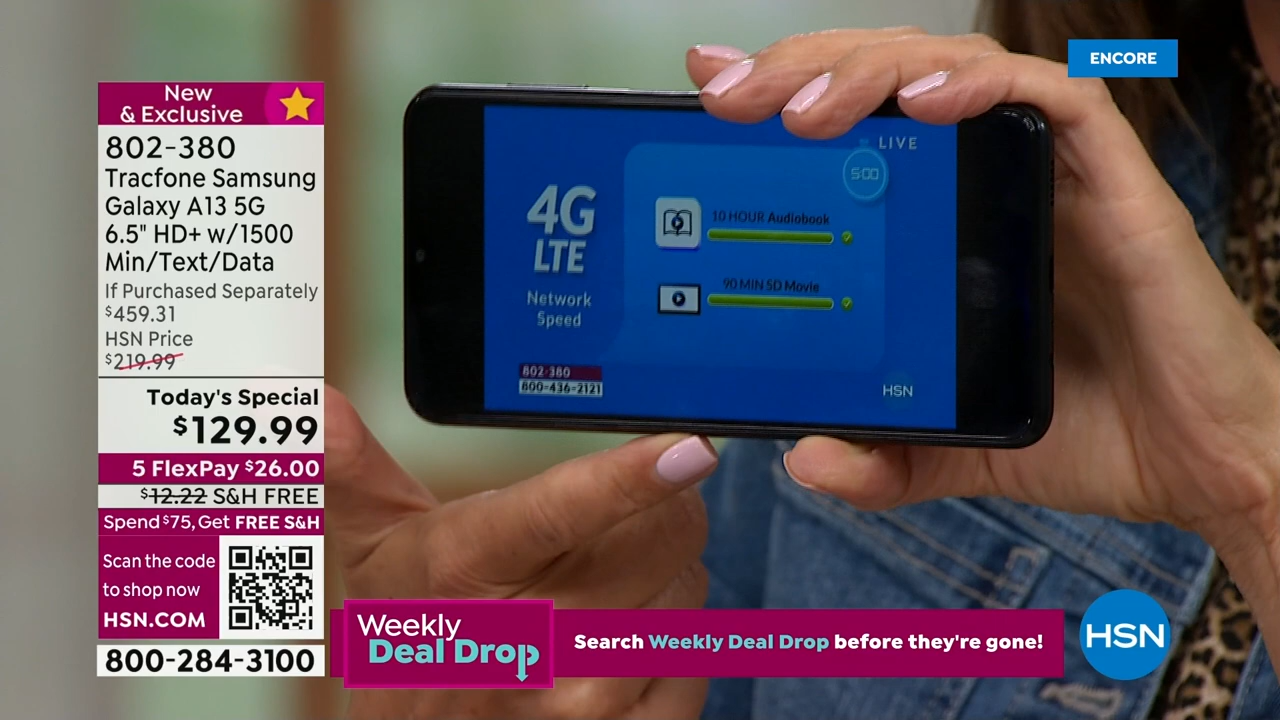 ENCORE
New
& Exclusive
802-380
Tracfone Samsung
Galaxy A13 5G
6.5" HD+ w/1500
Min/Text/Data
If Purchased Separately
$459.31
HSN Price
$219.99
Today's Special
$129.99
5 FlexPay $26.00
$12.22 S&H FREE
Spend $75, Get FREE S&H
Scan the code
to shop now
HSN.COM
800-284-3100
LIVE
5:00
4G
LTE
Network
Speed
10 HOUR Audiobook
90 MIN SD Movie
802-380
800-436-2121
HSN
Weekly
Deal Drop
Search Weekly Deal Drop before they're gone!
HSN